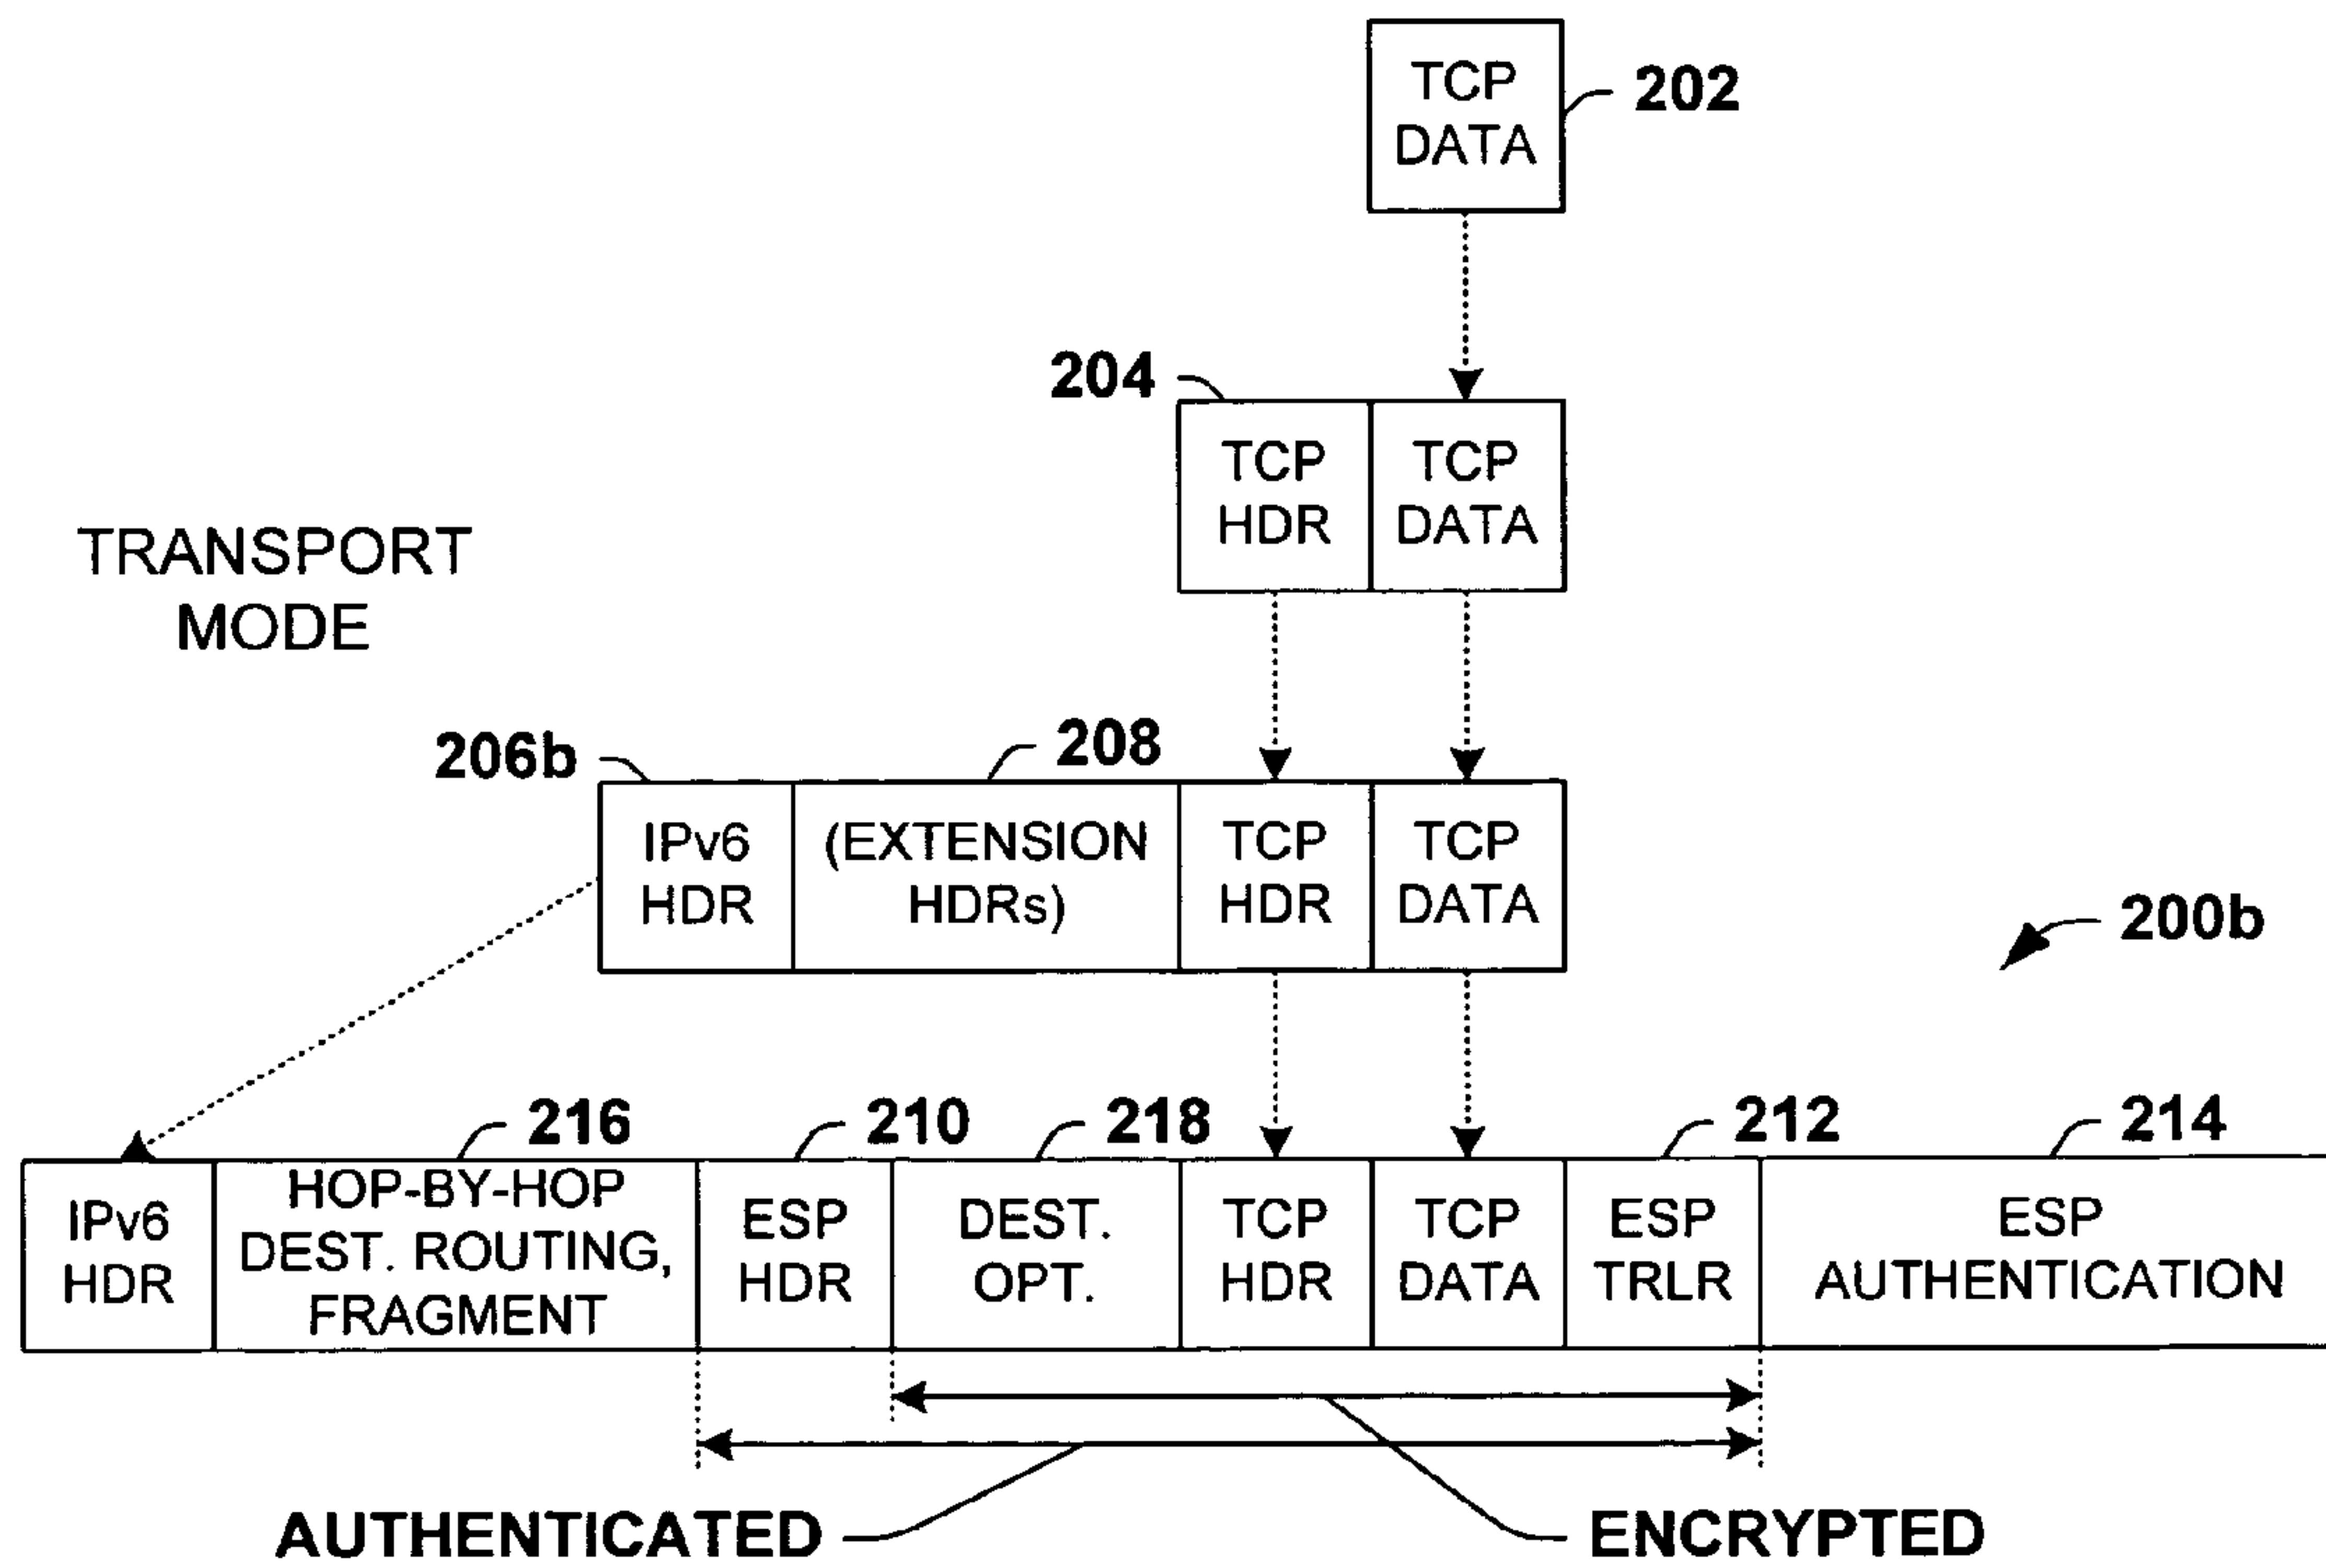 TCP
DATA
202
204
TCP
HDR
TCP
DATA
TRANSPORT
MODE
206b
208
IPv6
HDR
(EXTENSION
HDRs)
TCP
HDR
TCP
DATA
200b
216
210
218
212
214
IPv6
HDR
HOP-BY-HOP
DEST. ROUTING,
FRAGMENT
ESP
HDR
DEST.
OPT.
TCP
HDR
TCP
DATA
ESP
TRLR
ESP
AUTHENTICATION
AUTHENTICATED
ENCRYPTED